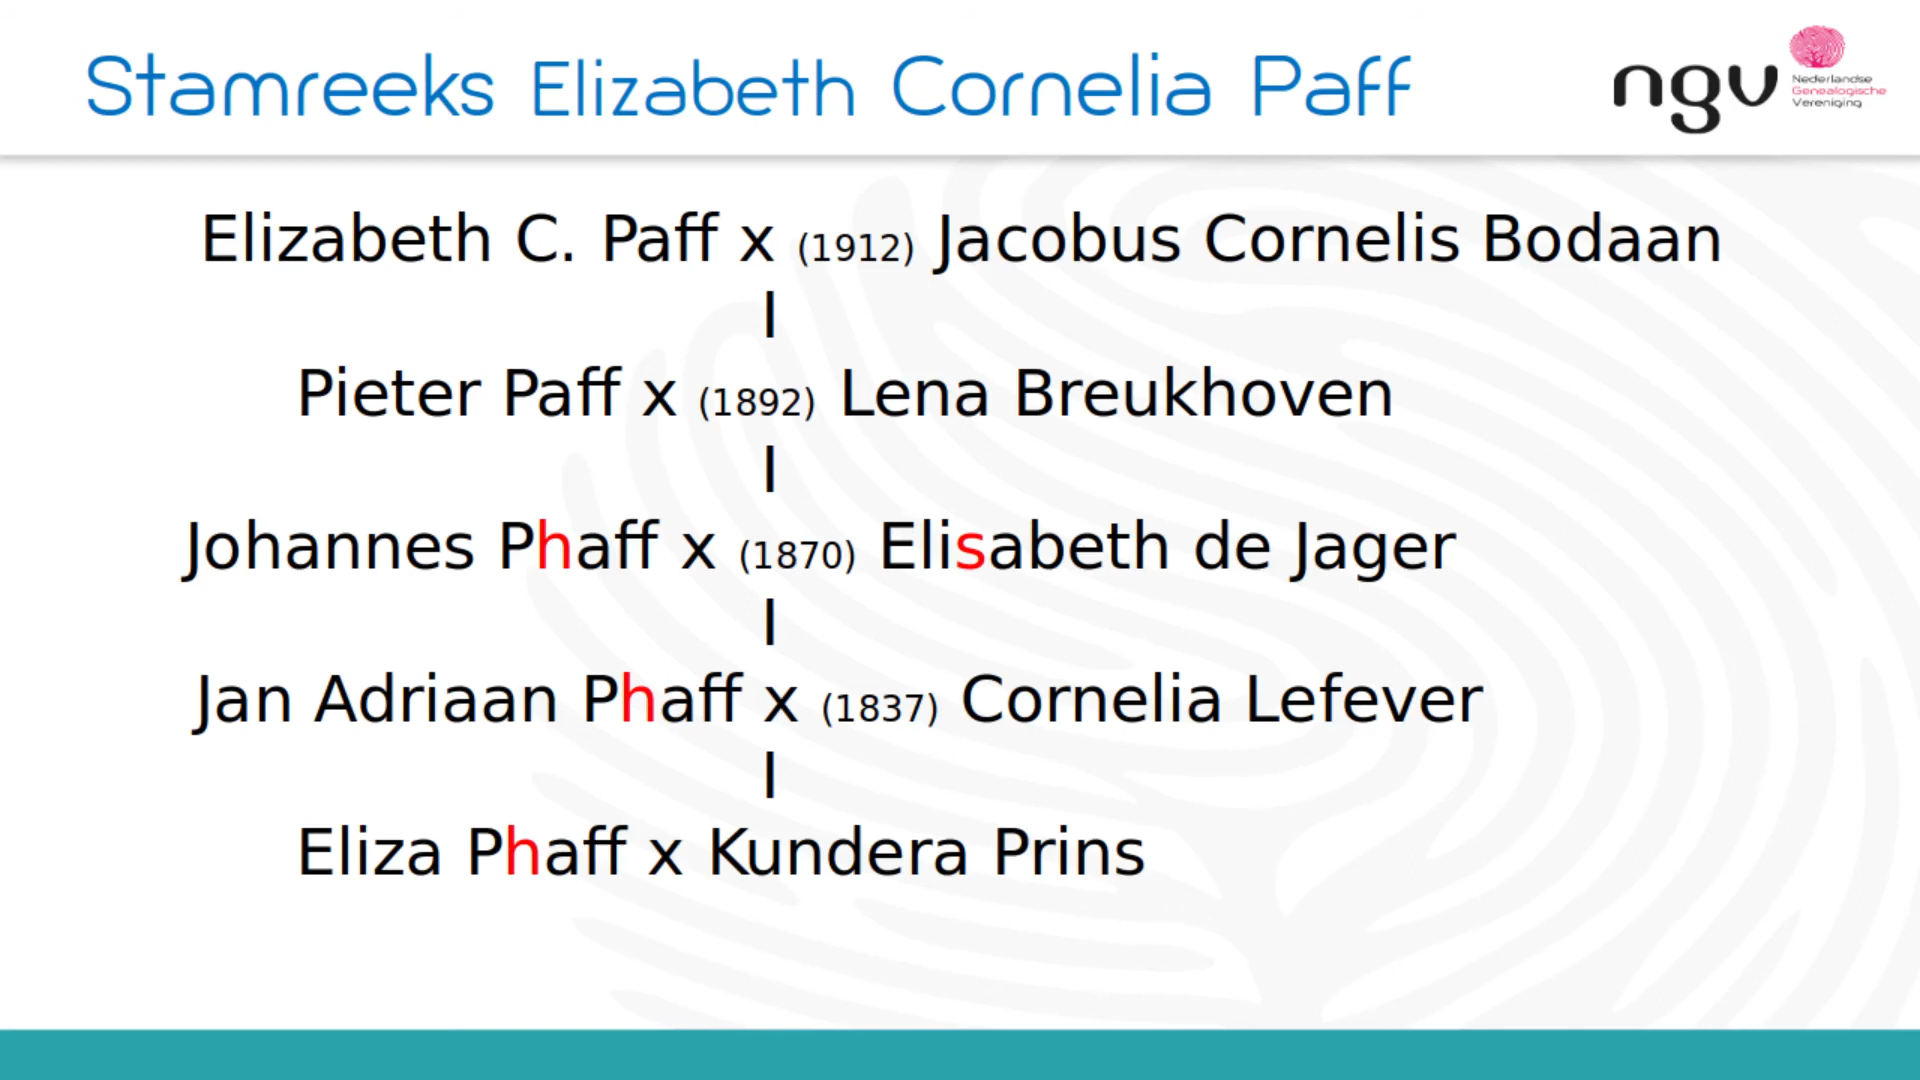 Stamreeks Elizabeth Cornelia Paff
ngv
Nederlandse
Genealogische
Vereniging
Elizabeth C. Paff x (1912) Jacobus Cornelis Bodaan
|
Pieter Paff x (1892) Lena Breukhoven
|
Johannes Phaff x (1870) Elisabeth de Jager
|
Jan Adriaan Phaff x (1837) Cornelia Lefever
|
Eliza Phaff x Kundera Prins